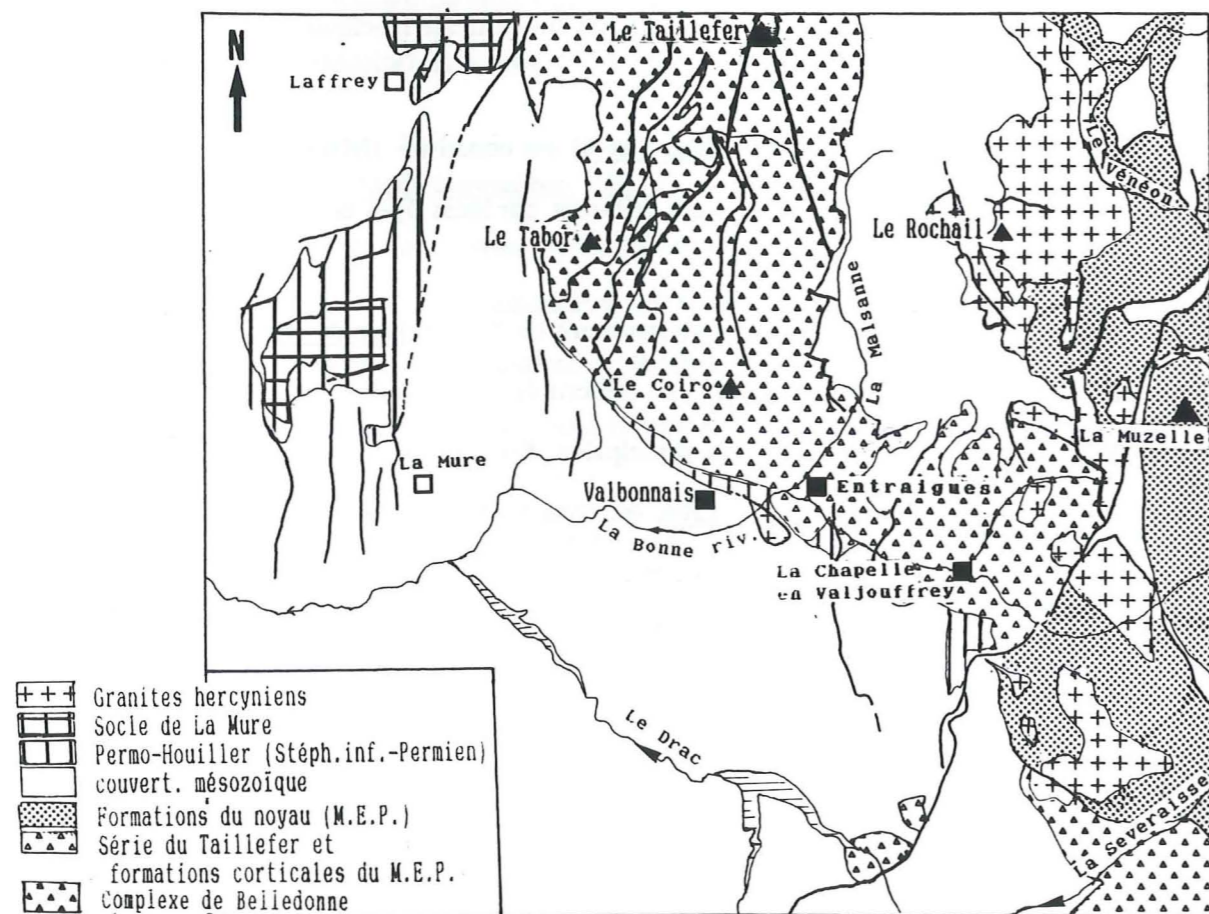 N
Le Taillefer
Laffrey
Le Vénéon
Le Tabor
Le Rochail
La Malsanne
Le Coiro
La Muzelle
La Mure
Valbonnais
Entraigues
La Bonne riv.
La Chapelle
en Valjouffrey
Le Drac
La Severaisse
Granites hercyniens
Socle de La Mure
Permo-Houiller (Stéph.inf.-Permien)
couvert. mésozoïque
Formations du noyau (M.E.P.)
Série du Taillefer et
formations corticales du M.E.P.
Complexe de Belledonne